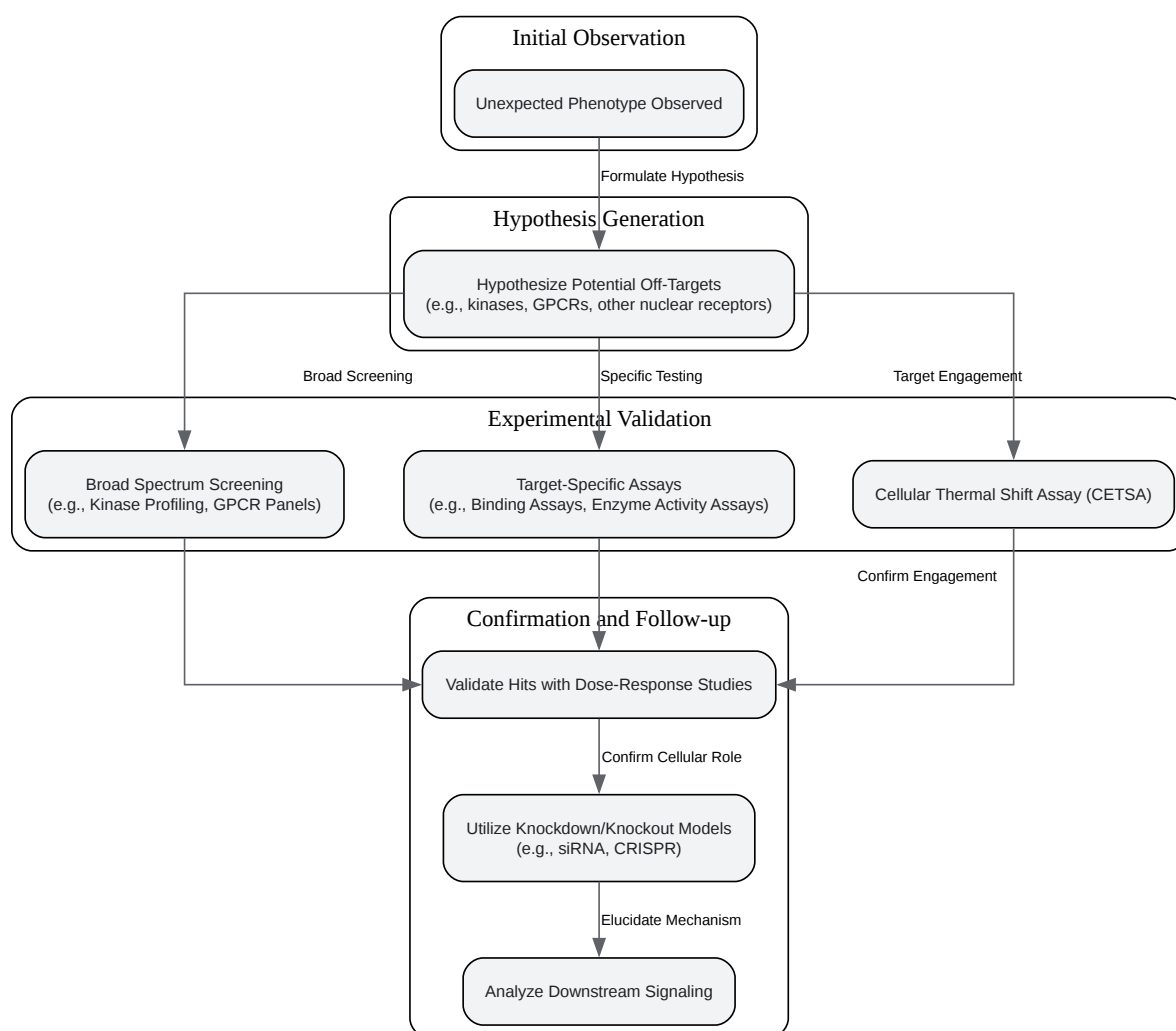 Initial Observation
Unexpected Phenotype Observed
Formulate Hypothesis
Hypothesis Generation
Hypothesize Potential Off-Targets
(e.g., kinases, GPCRs, other nuclear receptors)
Broad Screening
Specific Testing
Target Engagement
Experimental Validation
Broad Spectrum Screening
(e.g., Kinase Profiling, GPCR Panels)
Target-Specific Assays
(e.g., Binding Assays, Enzyme Activity Assays)
Cellular Thermal Shift Assay (CETSA)
Confirm Engagement
Confirmation and Follow-up
Validate Hits with Dose-Response Studies
Confirm Cellular Role
Utilize Knockdown/Knockout Models
(e.g., siRNA, CRISPR)
Elucidate Mechanism
Analyze Downstream Signaling